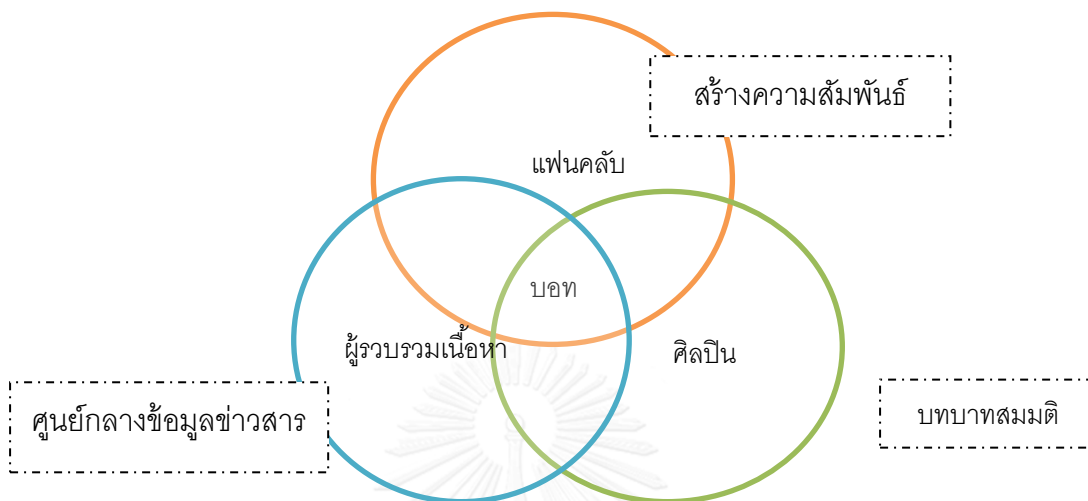 สร้างความสัมพันธ์
แฟนคลับ
บอท
ผู้รวบรวมเนื้อหา
ศิลปิน
ศูนย์กลางข้อมูลข่าวสาร
บทบาทสมมติ